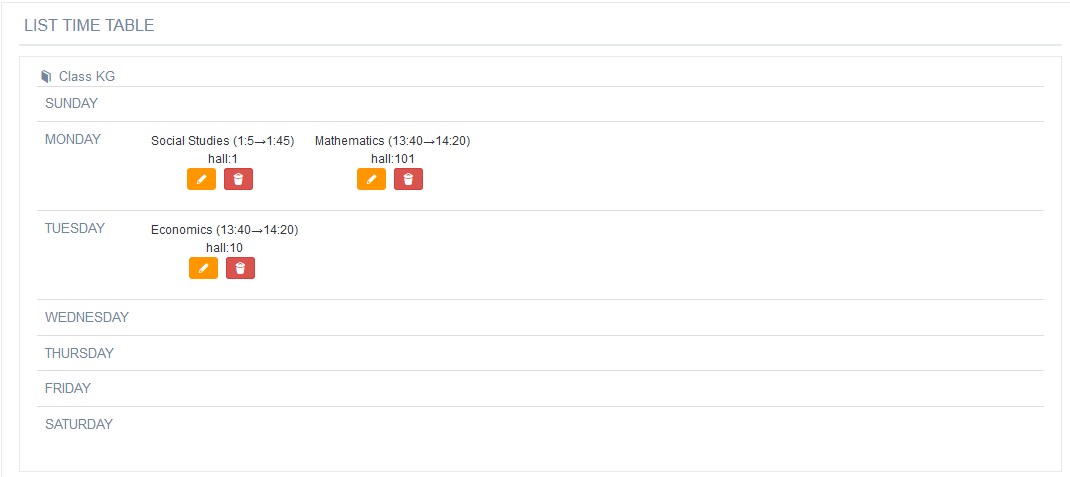 LIST TIME TABLE
Class KG
SUNDAY
MONDAY
Social Studies (1:5→1:45)
hall:1
Mathematics (13:40→14:20)
hall:101
TUESDAY
Economics (13:40→14:20)
hall:10
WEDNESDAY
THURSDAY
FRIDAY
SATURDAY